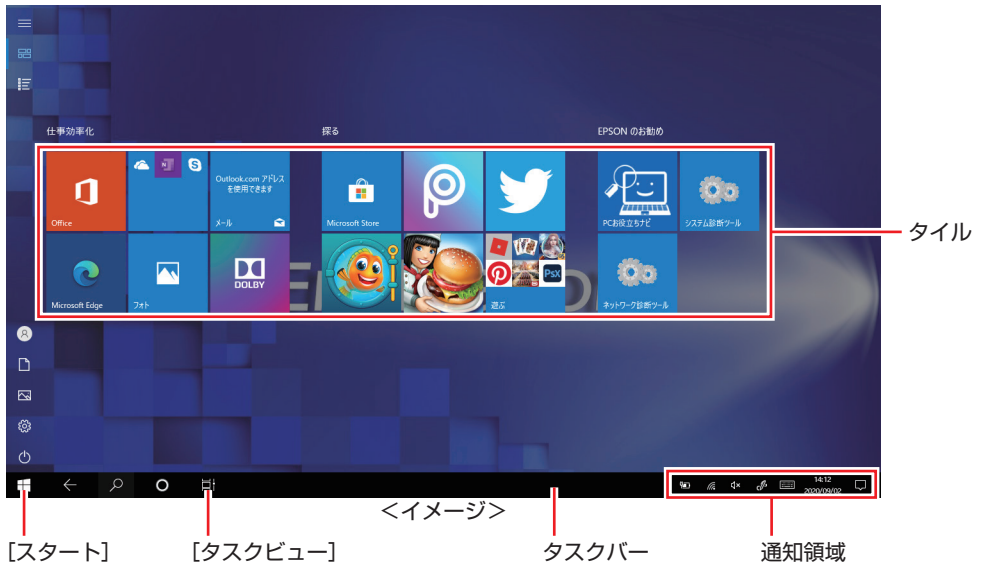 仕事効率化
探る
EPSON のお勧め
Outlook.com アドレス
を使用できます
Office
メール
Microsoft Store
PCお役立ちナビ
システム診断ツール
タイル
DOLBY
PsX
Microsoft Edge
フォト
遊ぶ
ネットワーク診断ツール
14:12
2020/09/02
<イメージ>
[スタート]
[タスクビュー]
タスクバー
通知領域